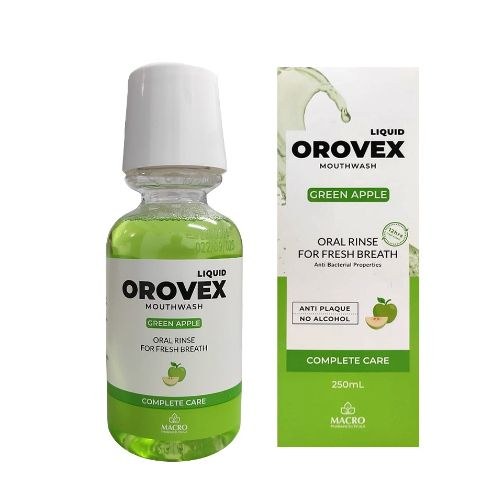 LIQUID
OROVEX
MOUTHWASH
GREEN APPLE
ORAL RINSE
FOR FRESH BREATH
COMPLETE CARE
MACRO
LIQUID
OROVEX
MOUTHWASH
GREEN APPLE
ORAL RINSE
FOR FRESH BREATH
Anti Bacterial Properties
ANTI PLAQUE
NO ALCOHOL
COMPLETE CARE
250mL
MACRO